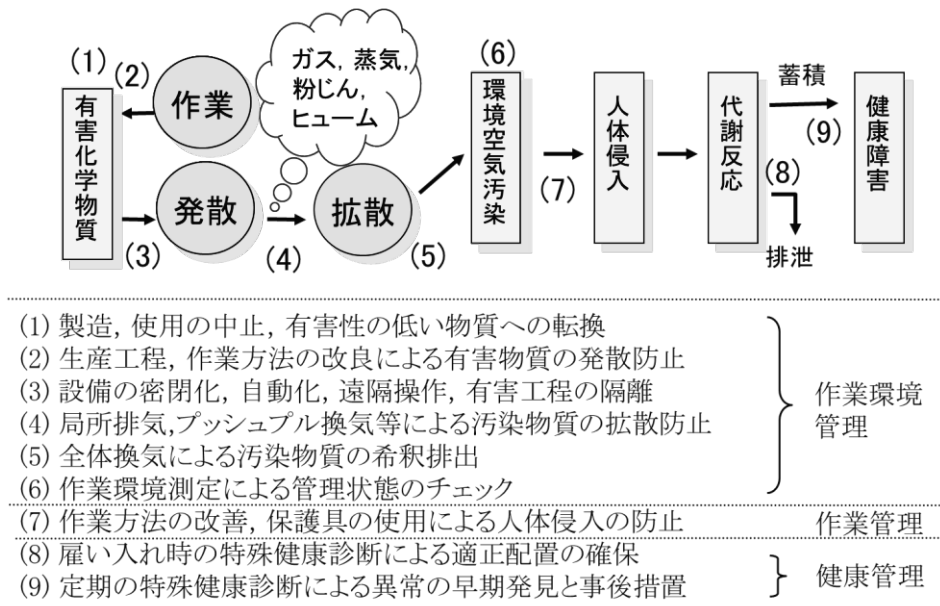 (1)
有害化学物質
(2)
作業
ガス, 蒸気,
粉じん,
ヒューム
(3)
発散
(4)
拡散
(5)
(6)
環境空気汚染
(7)
人体侵入
代謝反応
蓄積
(9)
(8)
排泄
健康障害
(1) 製造, 使用の中止, 有害性の低い物質への転換
(2) 生産工程, 作業方法の改良による有害物質の発散防止
(3) 設備の密閉化, 自動化, 遠隔操作, 有害工程の隔離
(4) 局所排気,プッシュプル換気等による汚染物質の拡散防止
(5) 全体換気による汚染物質の希釈排出
(6) 作業環境測定による管理状態のチェック
作業環境
管理
(7) 作業方法の改善, 保護具の使用による人体侵入の防止
作業管理
(8) 雇い入れ時の特殊健康診断による適正配置の確保
(9) 定期の特殊健康診断による異常の早期発見と事後措置
健康管理